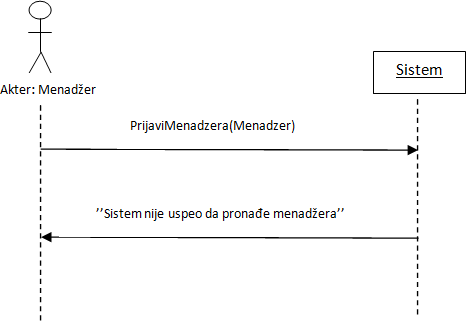 Sistem
Akter: Menadžer
PrijaviMenadzera(Menadzer)
’’Sistem nije uspeo da pronađe menadžera’’